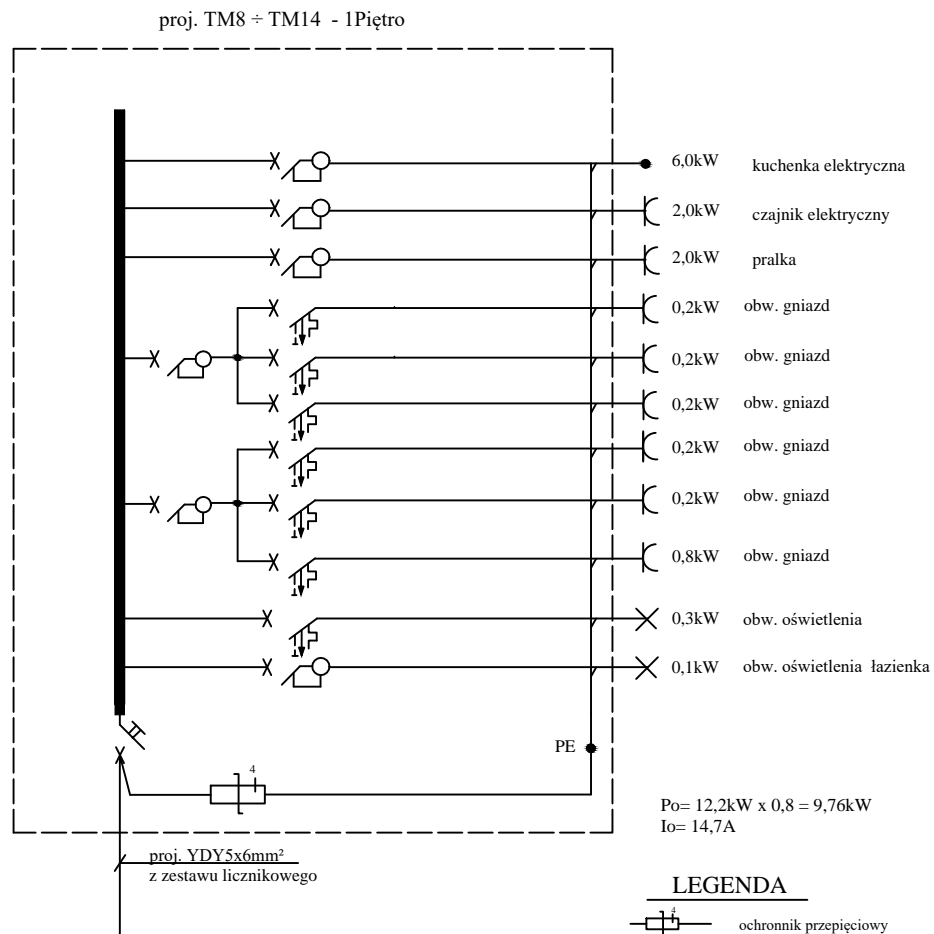 proj. TM8 ÷ TM14 - 1Piętro
6,0kW kuchenka elektryczna
2,0kW czajnik elektryczny
2,0kW pralka
0,2kW obw. gniazd
0,2kW obw. gniazd
0,2kW obw. gniazd
0,2kW obw. gniazd
0,2kW obw. gniazd
0,8kW obw. gniazd
0,3kW obw. oświetlenia
0,1kW obw. oświetlenia łazienka
PE
4
Po= 12,2kW x 0,8 = 9,76kW
Io= 14,7A
proj. YDY5x6mm²
z zestawu licznikowego
LEGENDA
4
ochronnik przepięciowy